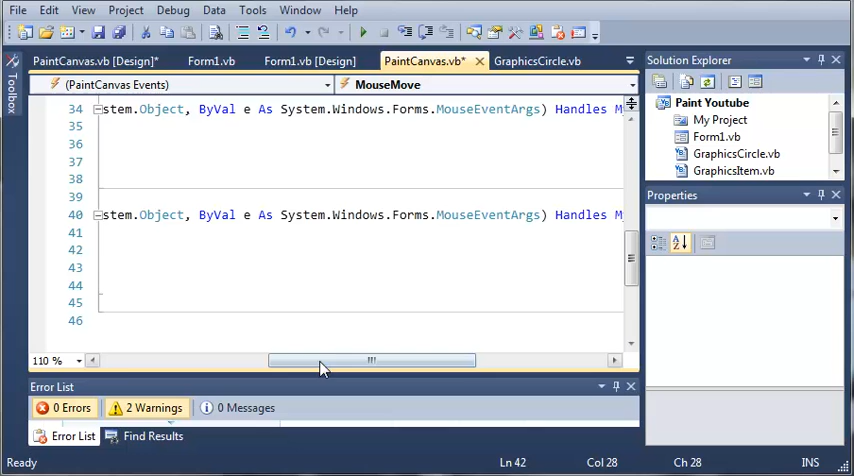 File Edit View Project Debug Data Tools Window Help
PaintCanvas.vb [Design]* Form1.vb Form1.vb [Design] PaintCanvas.vb* GraphicsCircle.vb
Toolbox
(PaintCanvas Events) MouseMove
34 stem.Object, ByVal e As System.Windows.Forms.MouseEventArgs) Handles M
35
36
37
38
39
40 stem.Object, ByVal e As System.Windows.Forms.MouseEventArgs) Handles M
41
42
43
44
45
46
110 %
Solution Explorer
Paint Youtube
My Project
Form1.vb
GraphicsCircle.vb
GraphicsItem.vb
Properties
Error List
0 Errors 2 Warnings 0 Messages
Error List Find Results
Ready Ln 42 Col 28 Ch 28 INS